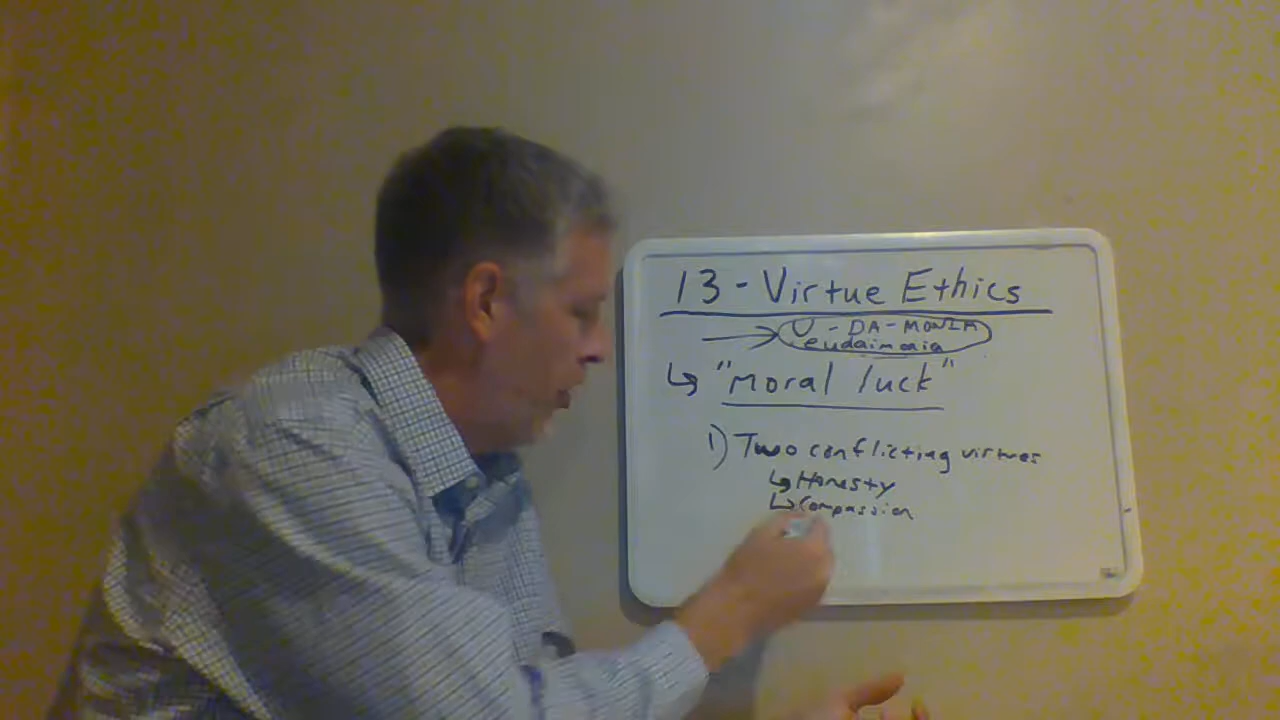 13 - Virtue Ethics
U - DA - MONIA
eudaimonia
↳ "moral luck"
1) Two conflicting virtues
↳ Honesty
↳ Compassion